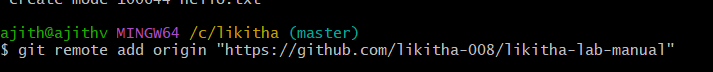 create mode 100644 hello.txt
ajith@ajithv MINGW64 /c/likitha (master)
$ git remote add origin "https://github.com/likitha-008/likitha-lab-manual"